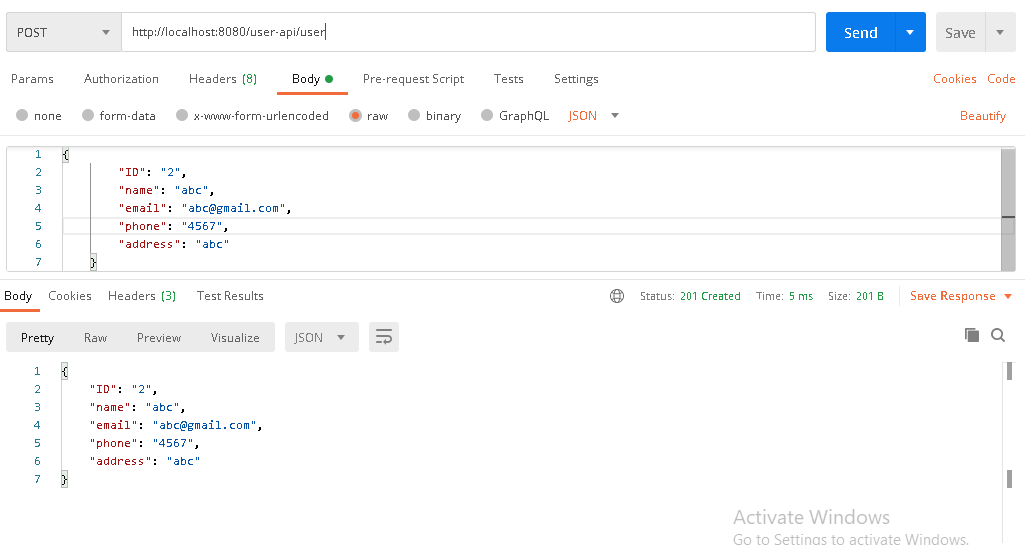 POST http://localhost:8080/user-api/user Send Save
Params Authorization Headers (8) Body Pre-request Script Tests Settings Cookies Code
none form-data x-www-form-urlencoded raw binary GraphQL JSON Beautify
1 {
2 "ID": "2",
3 "name": "abc",
4 "email": "abc@gmail.com",
5 "phone": "4567",
6 "address": "abc"
7 }
Body Cookies Headers (3) Test Results Status: 201 Created Time: 5 ms Size: 201 B Save Response
Pretty Raw Preview Visualize JSON
1 {
2 "ID": "2",
3 "name": "abc",
4 "email": "abc@gmail.com",
5 "phone": "4567",
6 "address": "abc"
7 }
Activate Windows
Go to Settings to activate Windows.